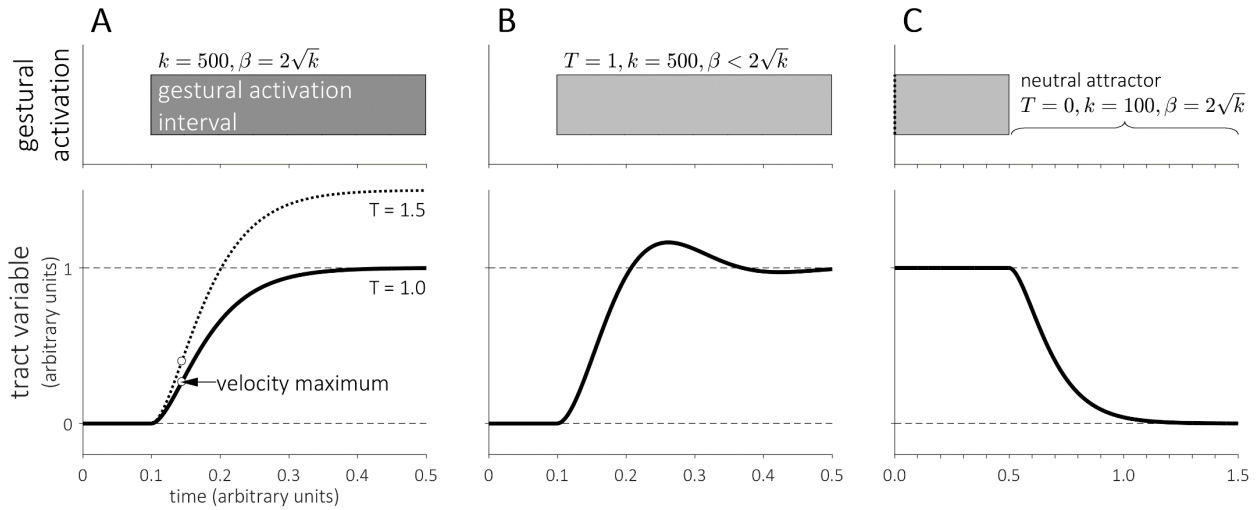 A
gestural
activation
k = 500, β = 2√k
gestural activation
interval
tract variable
(arbitrary units)
1
0
T = 1.5
T = 1.0
velocity maximum
0 0.1 0.2 0.3 0.4 0.5
time (arbitrary units)
B
T = 1, k = 500, β < 2√k
0 0.1 0.2 0.3 0.4 0.5
C
neutral attractor
T = 0, k = 100, β = 2√k
0.0 0.5 1.0 1.5